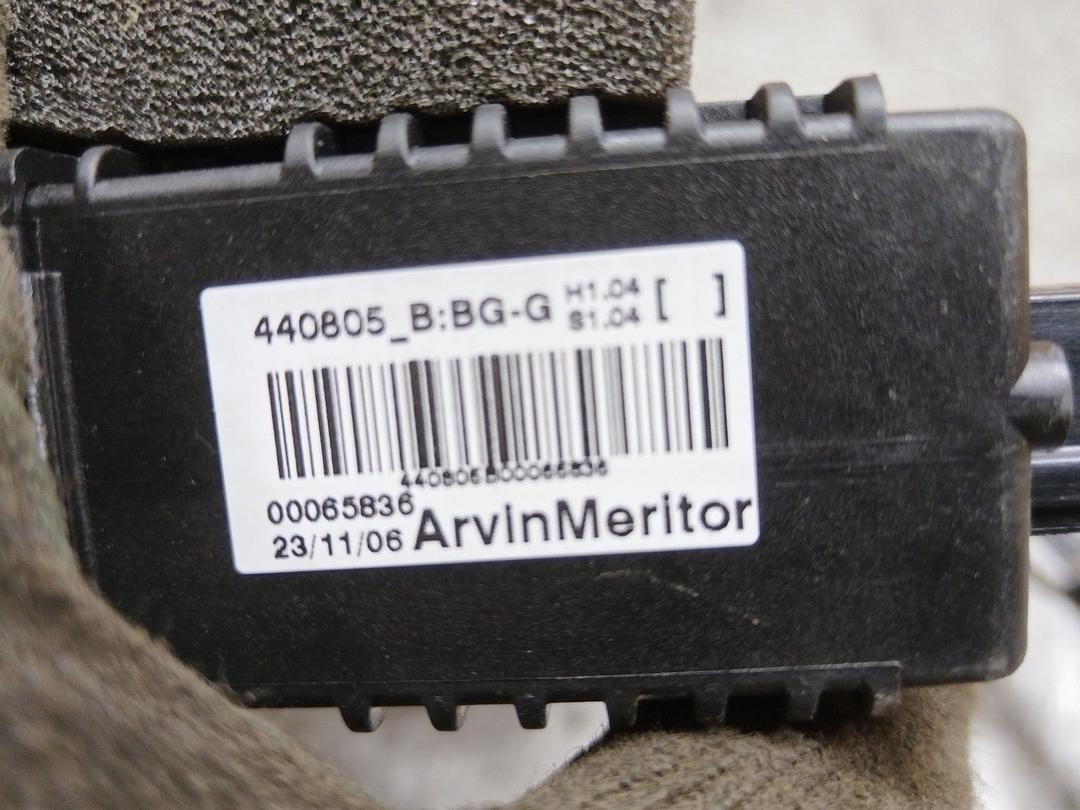 440805_B:BG-G H1.04 [ ]
S1.04
440805B00065836
00065836
23/11/06 ArvinMeritor